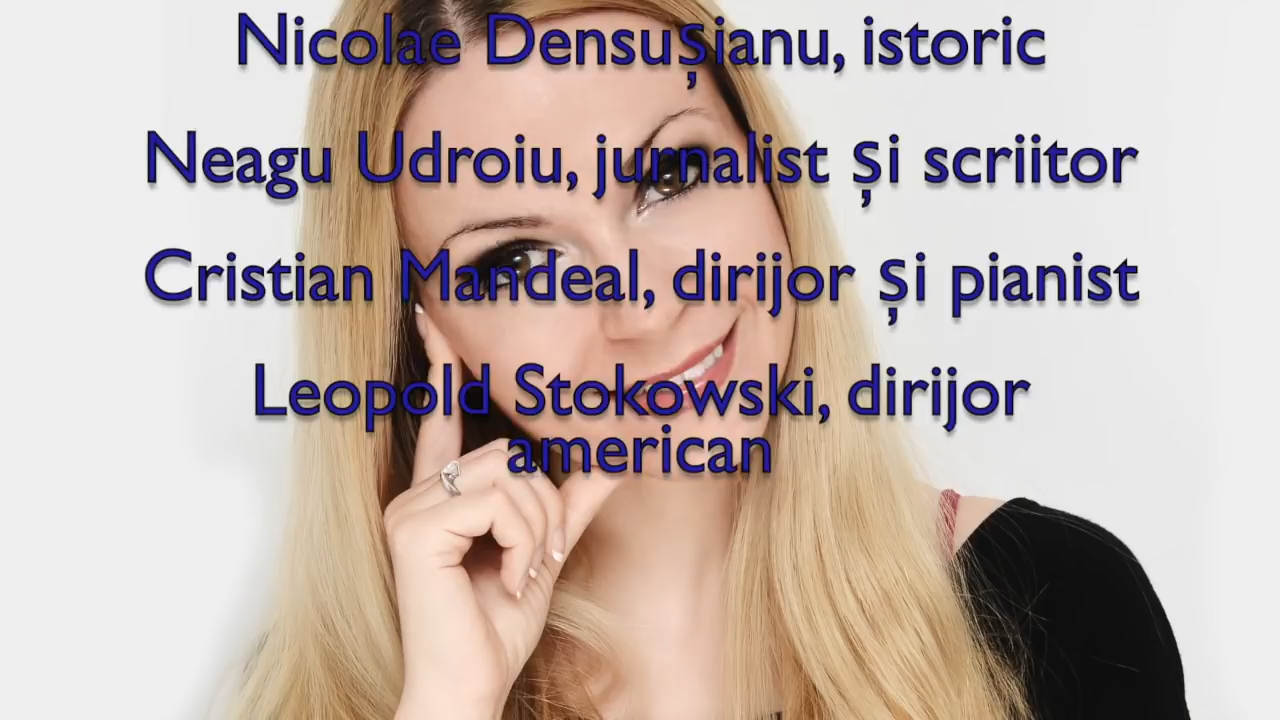 Nicolae Densușianu, istoric
Neagu Udroiu, jurnalist și scriitor
Cristian Mandeal, dirijor și pianist
Leopold Stokowski, dirijor
american